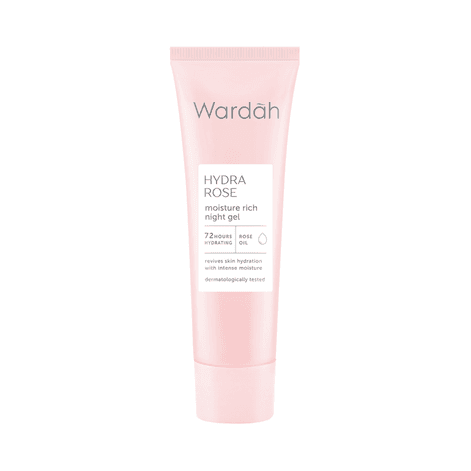 Wardah
HYDRA
ROSE
moisture rich
night gel
72HOURS
HYDRATING
ROSE
OIL
revives skin hydration
with intense moisture
dermatologically tested